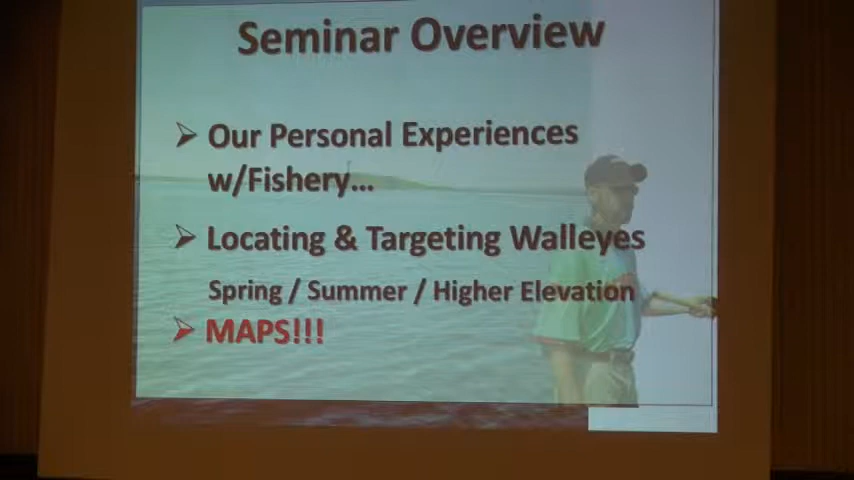 Seminar Overview
➢ Our Personal Experiences
w/Fishery...
➢ Locating & Targeting Walleyes
Spring / Summer / Higher Elevation
➢ MAPS!!!